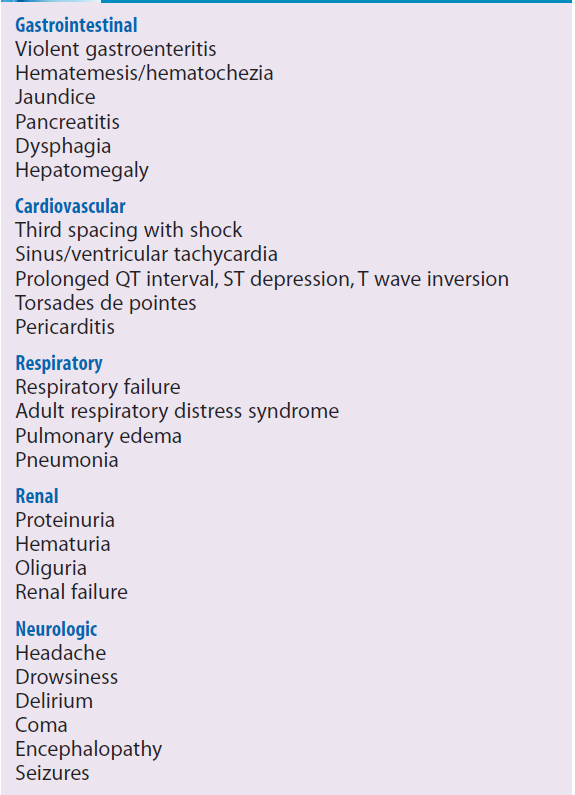 Gastrointestinal
Violent gastroenteritis
Hematemesis/hematochezia
Jaundice
Pancreatitis
Dysphagia
Hepatomegaly
Cardiovascular
Third spacing with shock
Sinus/ventricular tachycardia
Prolonged QT interval, ST depression, T wave inversion
Torsades de pointes
Pericarditis
Respiratory
Respiratory failure
Adult respiratory distress syndrome
Pulmonary edema
Pneumonia
Renal
Proteinuria
Hematuria
Oliguria
Renal failure
Neurologic
Headache
Drowsiness
Delirium
Coma
Encephalopathy
Seizures